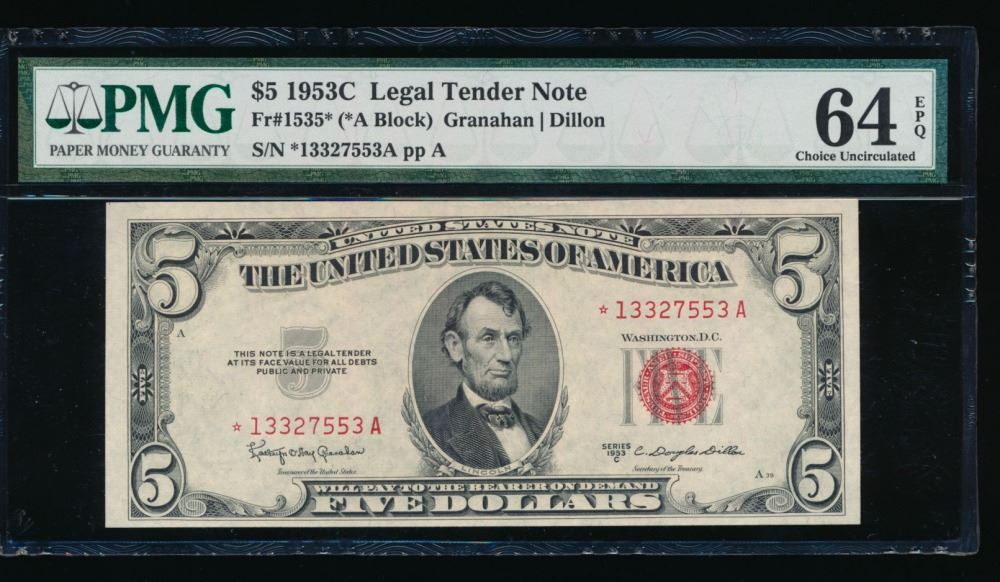 PMG
PAPER MONEY GUARANTY
$5 1953C Legal Tender Note
Fr#1535* (*A Block) Granahan | Dillon
S/N *13327553A pp A
64
EPQ
Choice Uncirculated
5
5
UNITED STATES NOTE
THE UNITED STATES OF AMERICA
☆ 13327553 A
WASHINGTON, D.C.
A
5
THIS NOTE IS A LEGAL TENDER
AT ITS FACE VALUE FOR ALL DEBTS
PUBLIC AND PRIVATE
FIVE
FIVE
FIVE
☆ 13327553 A
Kathryn O'Hay Granahan
Treasurer of the United States
LINCOLN
SERIES
1953
C
C. Douglas Dillon
Secretary of the Treasury
A 39
5
5
WILL PAY TO THE BEARER ON DEMAND
FIVE DOLLARS